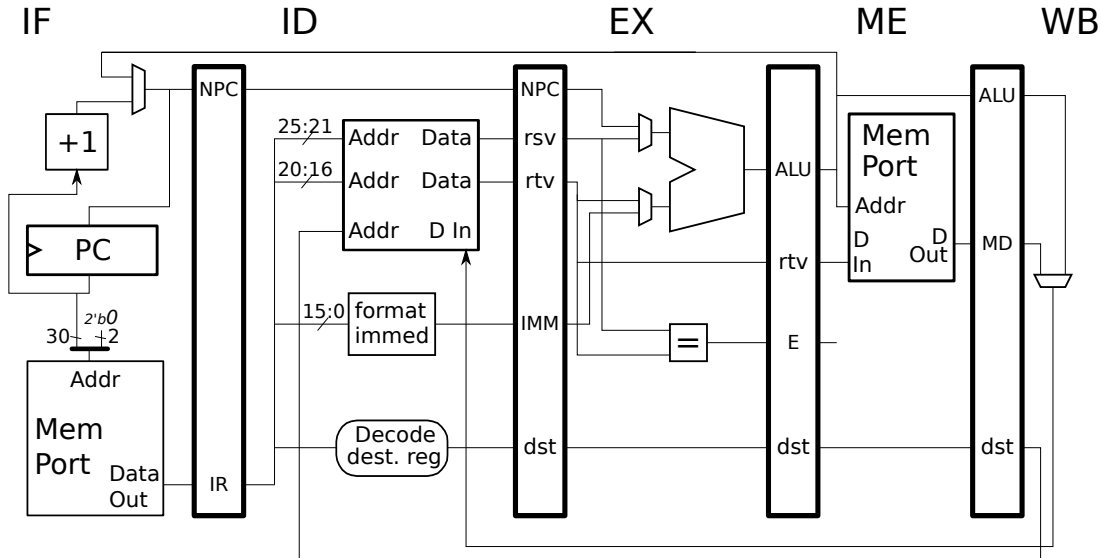 IF
ID
EX
ME
WB
+1
PC
30
2'b0
2
Addr
Mem
Port
Data
Out
NPC
IR
25:21
20:16
Addr
Data
Addr
Data
Addr
D In
15:0
format
immed
Decode
dest. reg
NPC
rsv
rtv
IMM
dst
=
ALU
rtv
E
dst
Mem
Port
Addr
D
In
D
Out
ALU
MD
dst